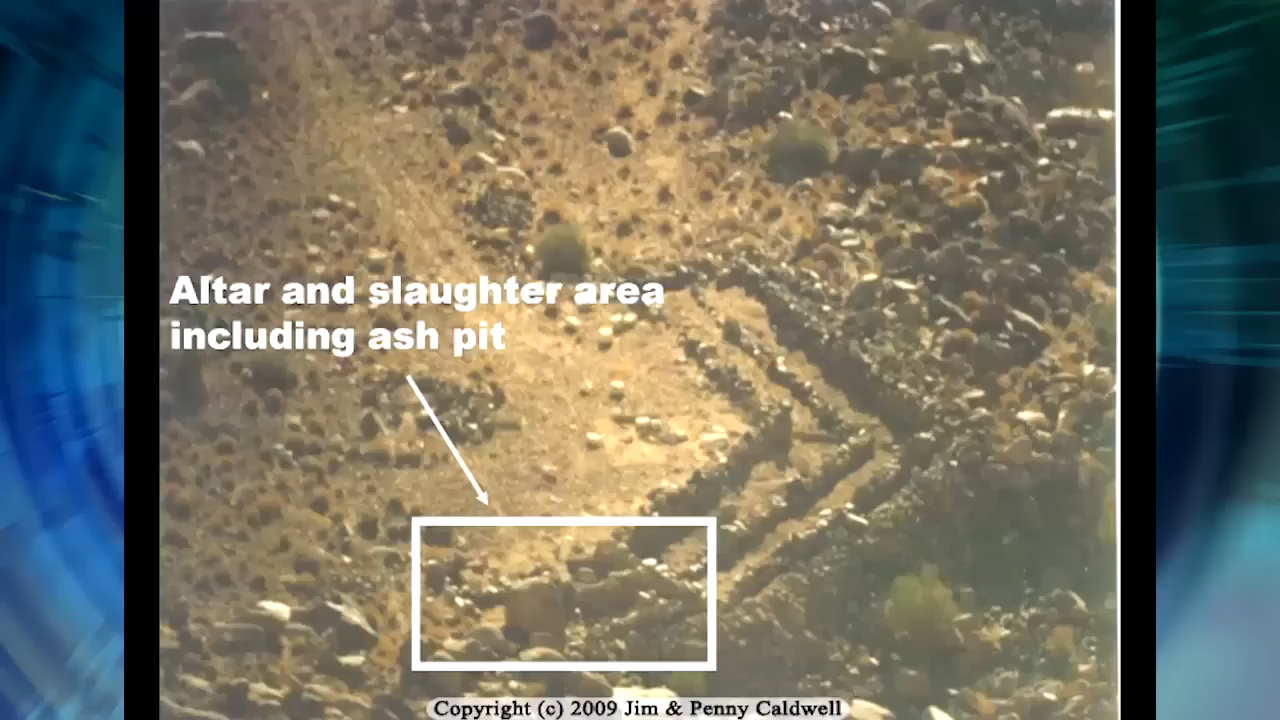 Altar and slaughter area
including ash pit
Copyright (c) 2009 Jim & Penny Caldwell